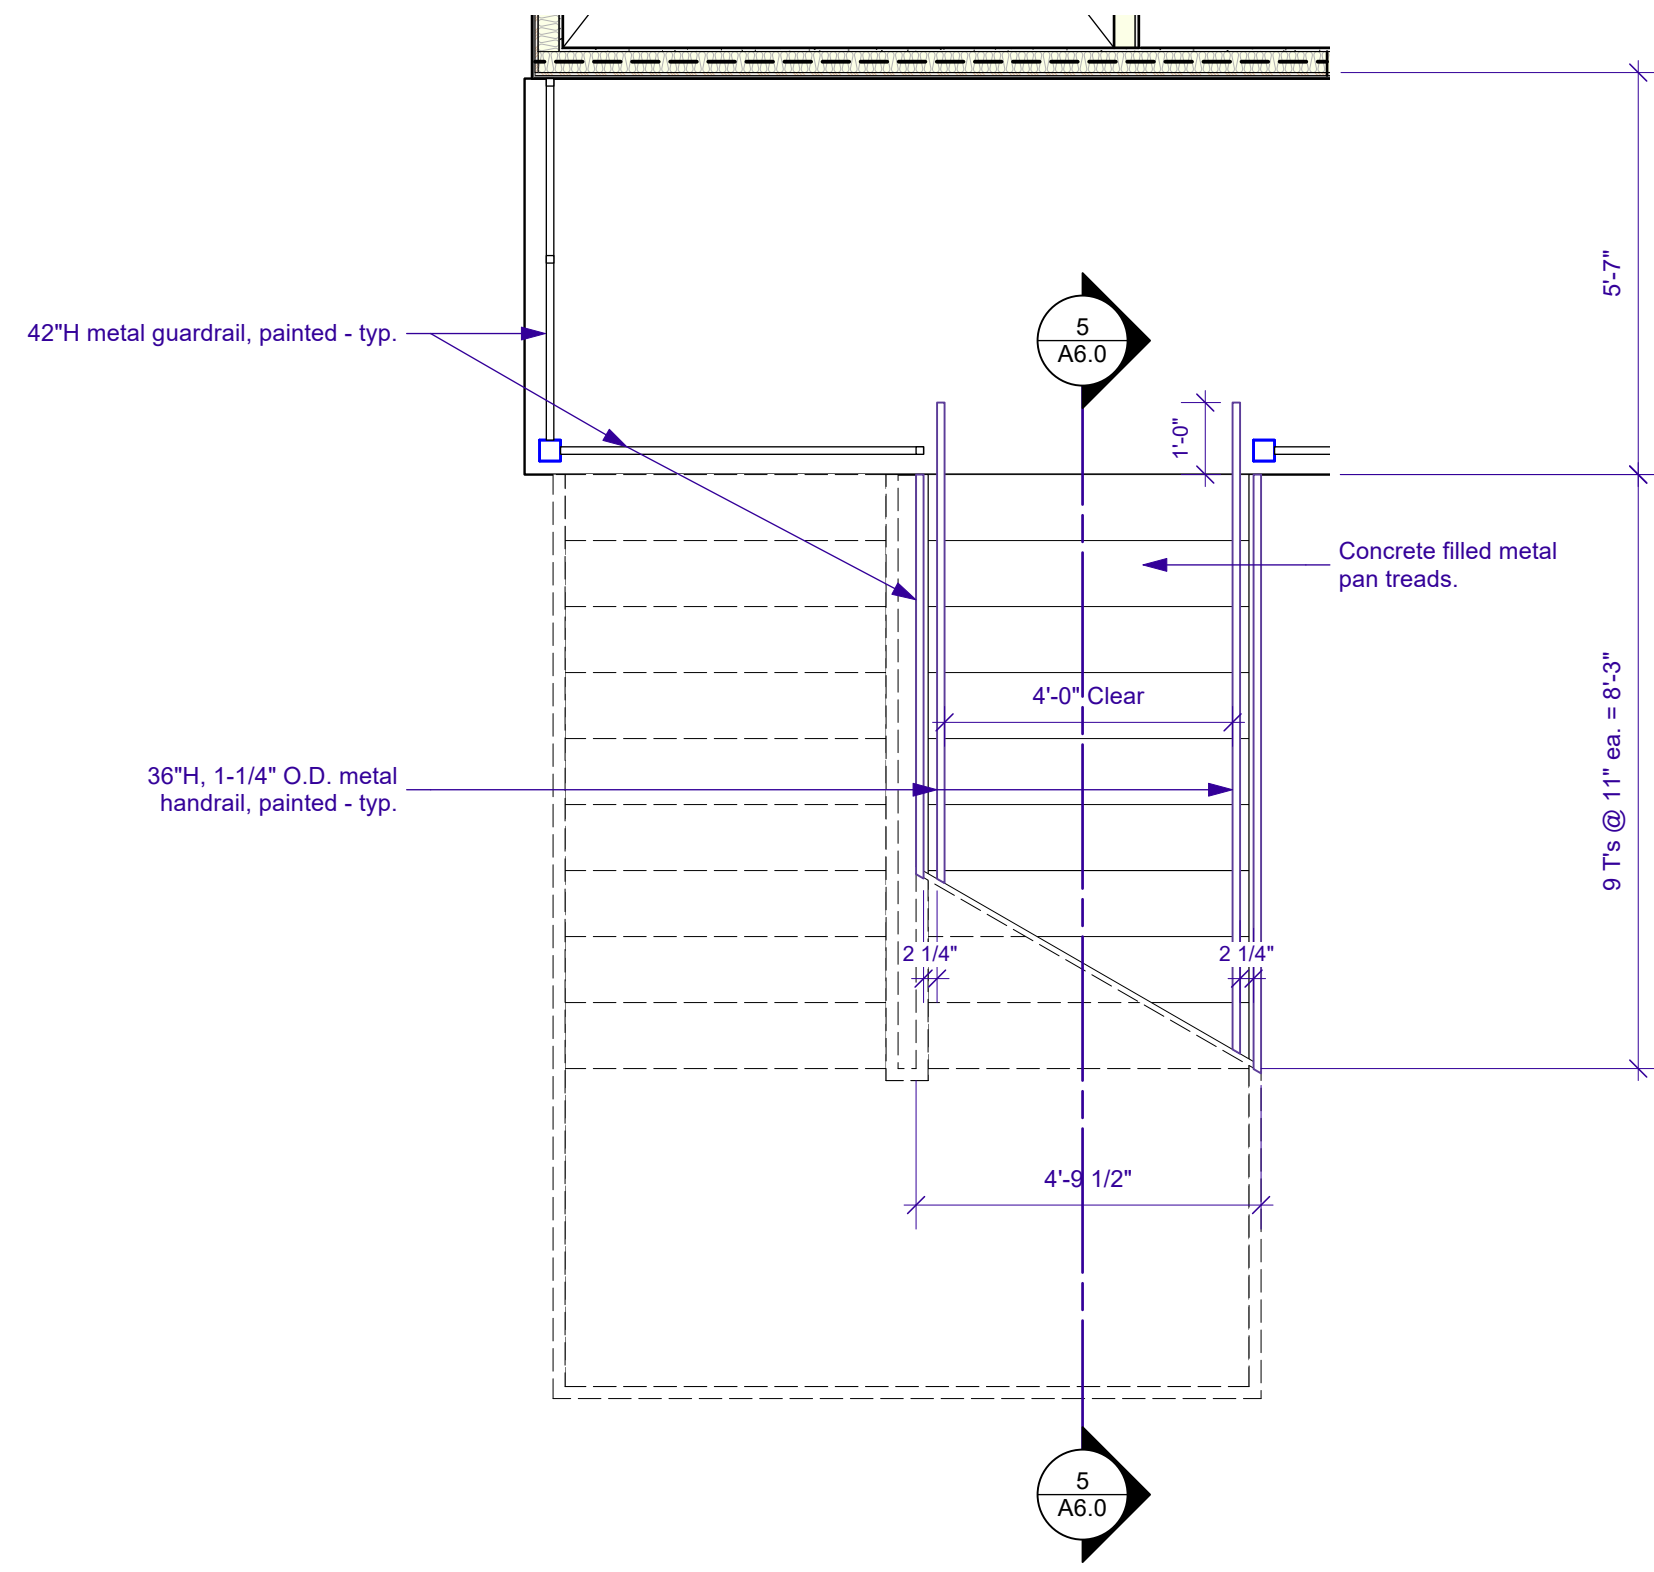 5'-7"
42"H metal guardrail, painted - typ.
5
A6.0
1'-0"
Concrete filled metal
pan treads.
4'-0" Clear
36"H, 1-1/4" O.D. metal
handrail, painted - typ.
9 T's @ 11" ea. = 8'-3"
2 1/4"
2 1/4"
4'-9 1/2"
5
A6.0